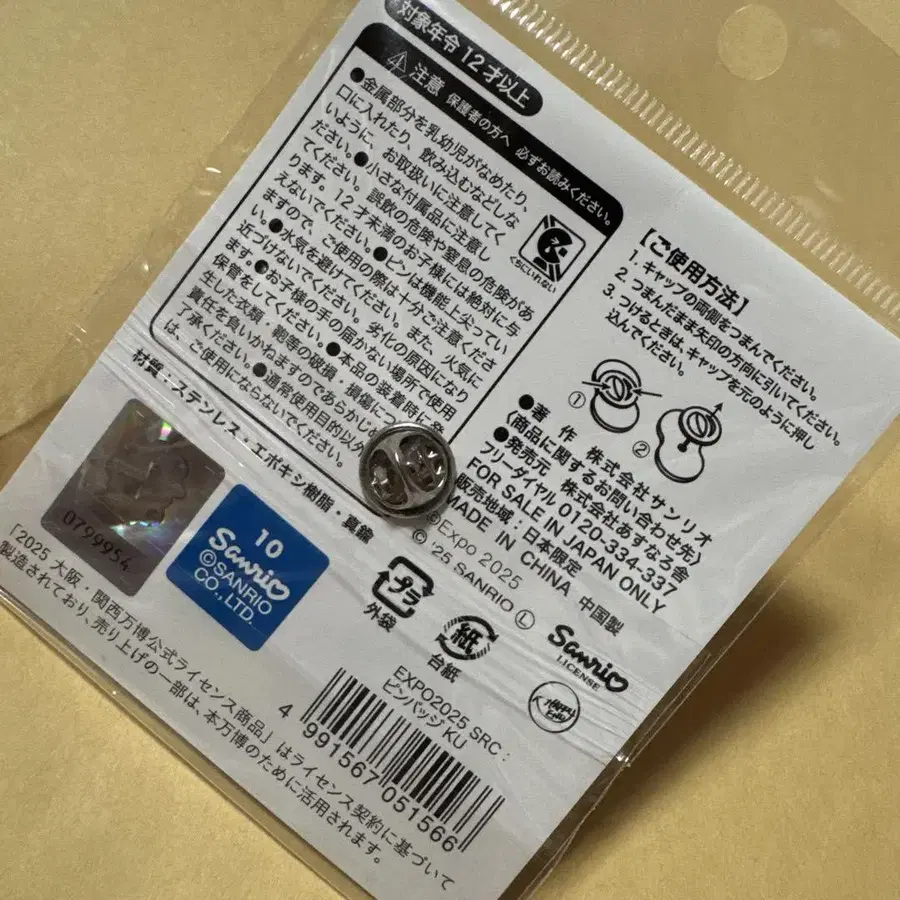 対象年令 12才以上
注意 保護者の方へ 必ずお読みください。
●金属部分を乳幼児がなめたり、
口に入れたり、飲み込むなどしな
いように、お取扱いに注意してく
ださい。●小さな付属品に注意し
てください。誤飲の危険や窒息の危険があ
ります。12才未満のお子様には絶対に与
えないでください。●ピンは機能上尖ってい
ますので、ご使用の際は十分ご注意くださ
い。●水気を避けてください。また、火気に
近づけないでください。劣化の原因になり
ます。●お子様の手の届かない場所で使用・
保管をしてください。●本品の装着時に発
生した衣類・鞄等の破損・損傷につ
責任を負いかねますのであらかじ
了承ください。●通常使用目的以外
は、ご使用にならないでください。
くちにいれない
材質:ステンレス・エポキシ樹脂・真鍮
【ご使用方法】
1. キャップの両側をつまんでください。
2. つまんだまま矢印の方向に引いてください。
3. つけるときは、キャップを元のように押し
込んでください。
① ②
●著 作 株式会社サンリオ
(商品に関するお問い合わせ先)
●発売元 株式会社あすなろ舎
フリーダイヤル 0120-334-337
販売地域:日本限定
FOR SALE IN JAPAN ONLY
MADE IN CHINA 中国製
©Expo 2025
© '25 SANRIO Ⓛ
0799954
10
Sanrio
©SANRIO
CO.,LTD.
プラ
外袋
紙
台紙
Sanrio
LICENSE
EXPO2025 SRC:
ピンバッジ KU
4 991567 051566
「2025 大阪・関西万博公式ライセンス商品」はライセンス契約に基づいて
製造されており、売り上げの一部は、本万博のために活用されます。